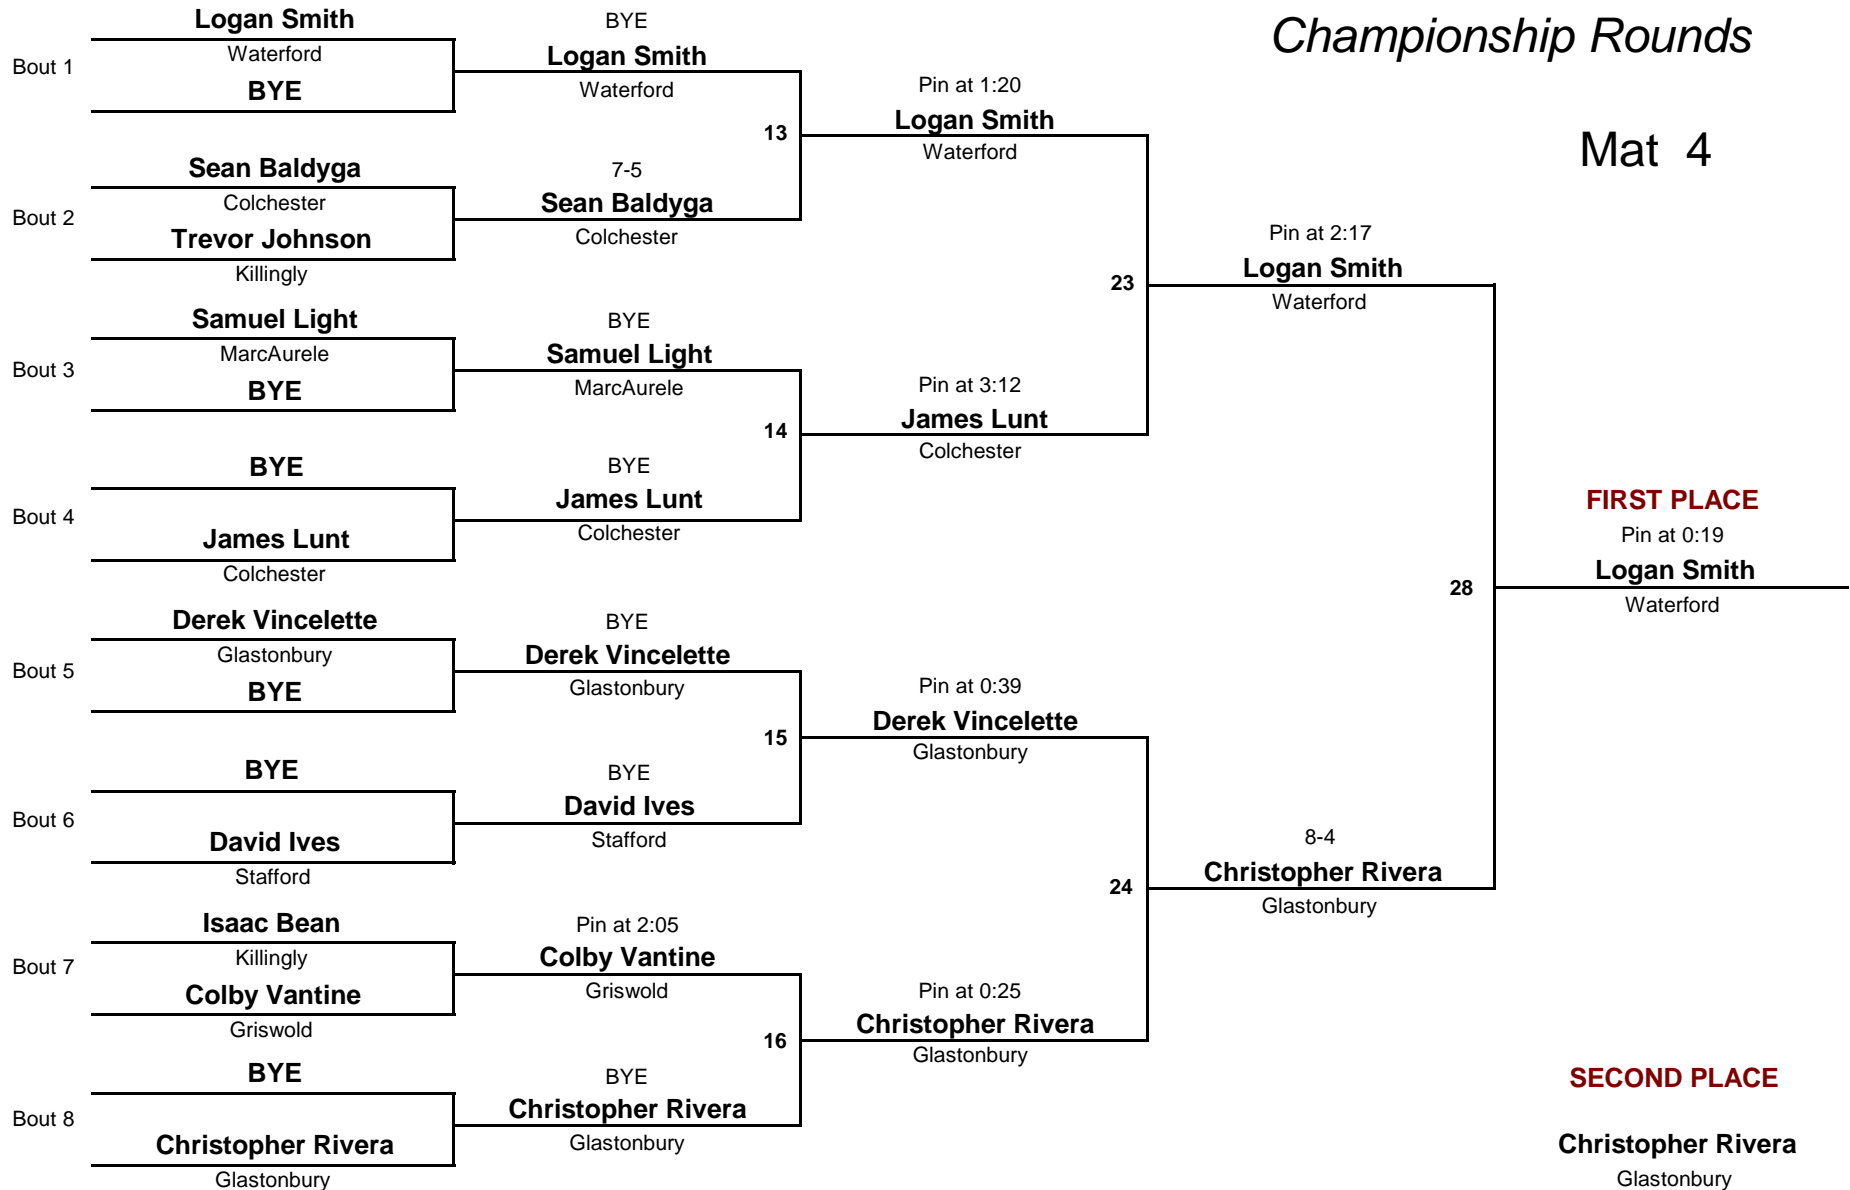 Championship Rounds
Mat 4
Bout 1
Logan Smith
Waterford
BYE
Bout 2
Sean Baldyga
Colchester
Trevor Johnson
Killingly
Bout 3
Samuel Light
MarcAurele
BYE
Bout 4
BYE
James Lunt
Colchester
Bout 5
Derek Vincelette
Glastonbury
BYE
Bout 6
BYE
David Ives
Stafford
Bout 7
Isaac Bean
Killingly
Colby Vantine
Griswold
Bout 8
BYE
Christopher Rivera
Glastonbury
BYE
Logan Smith
Waterford
13
7-5
Sean Baldyga
Colchester
BYE
Samuel Light
MarcAurele
14
BYE
James Lunt
Colchester
BYE
Derek Vincelette
Glastonbury
15
BYE
David Ives
Stafford
Pin at 2:05
Colby Vantine
Griswold
16
BYE
Christopher Rivera
Glastonbury
Pin at 1:20
Logan Smith
Waterford
23
Pin at 3:12
James Lunt
Colchester
Pin at 0:39
Derek Vincelette
Glastonbury
24
Pin at 0:25
Christopher Rivera
Glastonbury
Pin at 2:17
Logan Smith
Waterford
28
8-4
Christopher Rivera
Glastonbury
FIRST PLACE
Pin at 0:19
Logan Smith
Waterford
SECOND PLACE
Christopher Rivera
Glastonbury